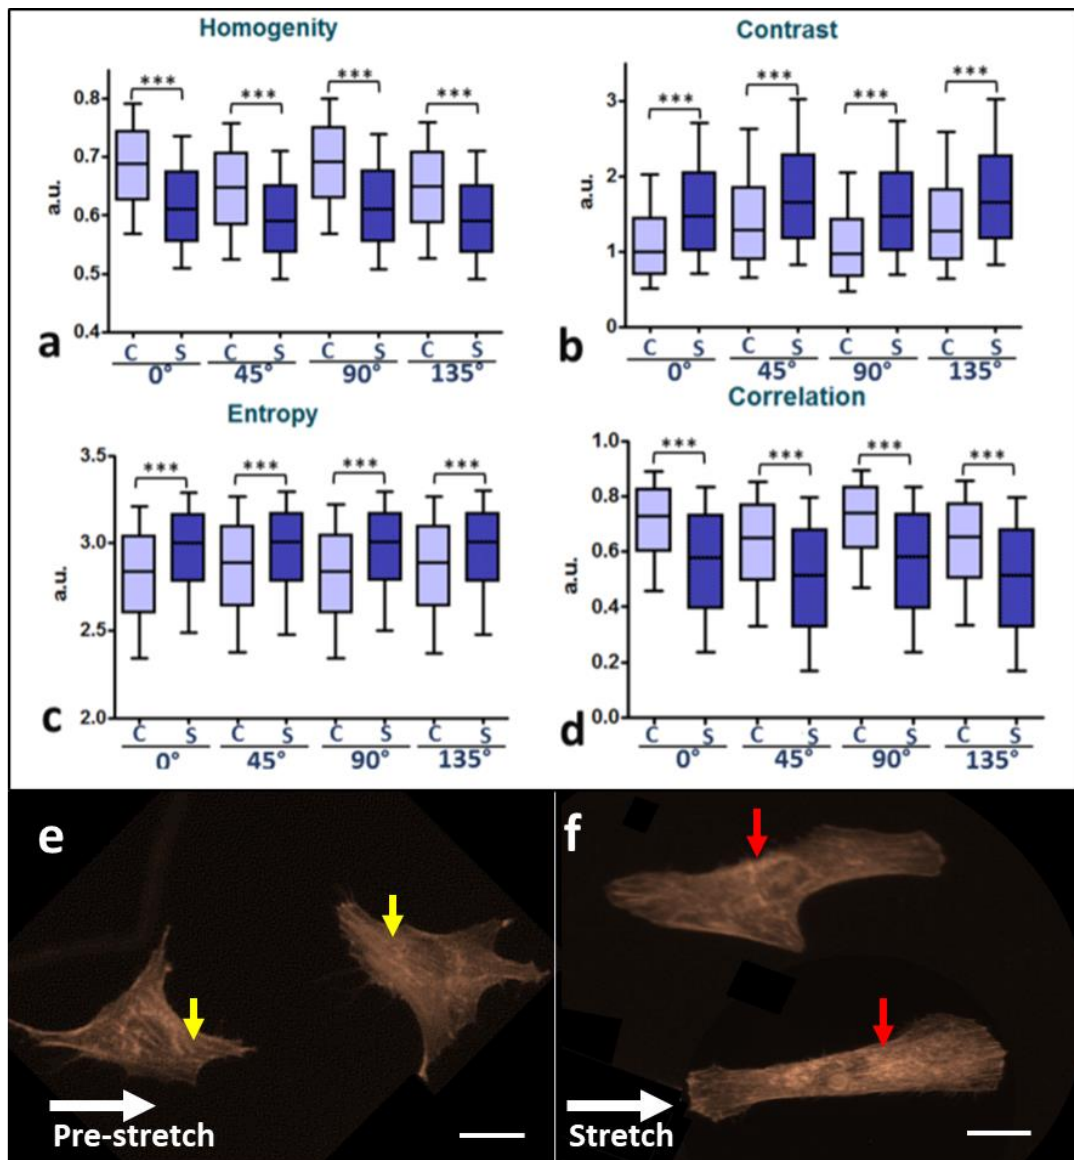 Homogenity
a.u.
0.8
0.7
0.6
0.5
0.4
*** *** *** ***
C S C S C S C S
0° 45° 90° 135°
a
Contrast
a.u.
3
2
1
0
*** *** *** ***
C S C S C S C S
0° 45° 90° 135°
b
Entropy
a.u.
3.5
3.0
2.5
2.0
*** *** *** ***
C S C S C S C S
0° 45° 90° 135°
c
Correlation
a.u.
1.0
0.8
0.6
0.4
0.2
0.0
*** *** *** ***
C S C S C S C S
0° 45° 90° 135°
d
e
Pre-stretch
f
Stretch